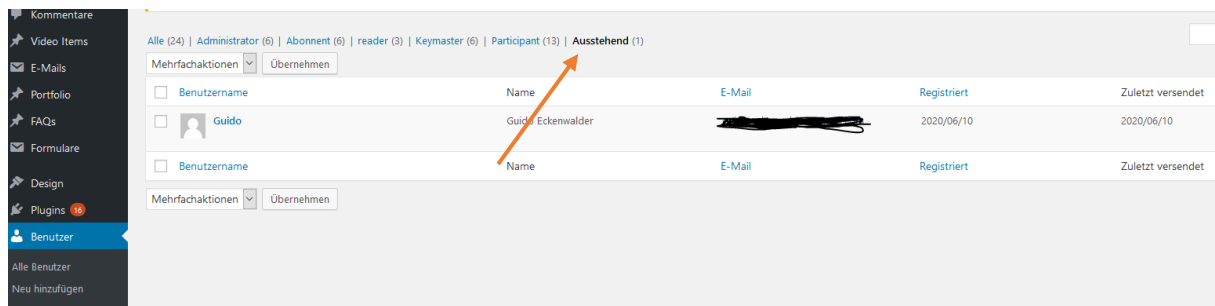 Kommentare
Video Items
E-Mails
Portfolio
FAQs
Formulare
Design
Plugins 16
Benutzer
Alle Benutzer
Neu hinzufügen
Alle (24) | Administrator (6) | Abonnent (6) | reader (3) | Keymaster (6) | Participant (13) | Ausstehend (1)
Mehrfachaktionen Übernehmen
Benutzername Name E-Mail Registriert Zuletzt versendet
Guido Guido Eckenwalder 2020/06/10 2020/06/10
Benutzername Name E-Mail Registriert Zuletzt versendet
Mehrfachaktionen Übernehmen